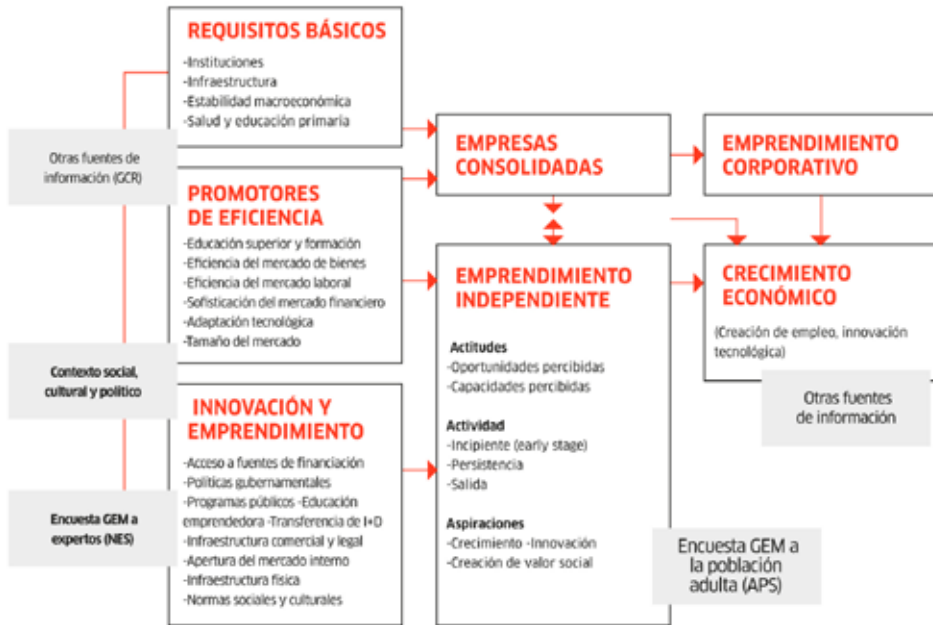 REQUISITOS BÁSICOS
-Instituciones
-Infraestructura
-Estabilidad macroeconómica
-Salud y educación primaria
Otras fuentes de
información (GCR)
PROMOTORES
DE EFICIENCIA
-Educación superior y formación
-Eficiencia del mercado de bienes
-Eficiencia del mercado laboral
-Sofisticación del mercado financiero
-Adaptación tecnológica
-Tamaño del mercado
Contexto social,
cultural y político
INNOVACIÓN Y
EMPRENDIMIENTO
-Acceso a fuentes de financiación
-Políticas gubernamentales
-Programas públicos -Educación
emprendedora -Transferencia de I+D
-Infraestructura comercial y legal
-Apertura del mercado interno
-Infraestructura física
-Normas sociales y culturales
Encuesta GEM a
expertos (NES)
EMPRESAS
CONSOLIDADAS
EMPRENDIMIENTO
CORPORATIVO
EMPRENDIMIENTO
INDEPENDIENTE
Actitudes
-Oportunidades percibidas
-Capacidades percibidas
Actividad
-Incipiente (early stage)
-Persistencia
-Salida
Aspiraciones
-Crecimiento -Innovación
-Creación de valor social
CRECIMIENTO
ECONÓMICO
(Creación de empleo, innovación
tecnológica)
Otras fuentes
de información
Encuesta GEM a
la población
adulta (APS)